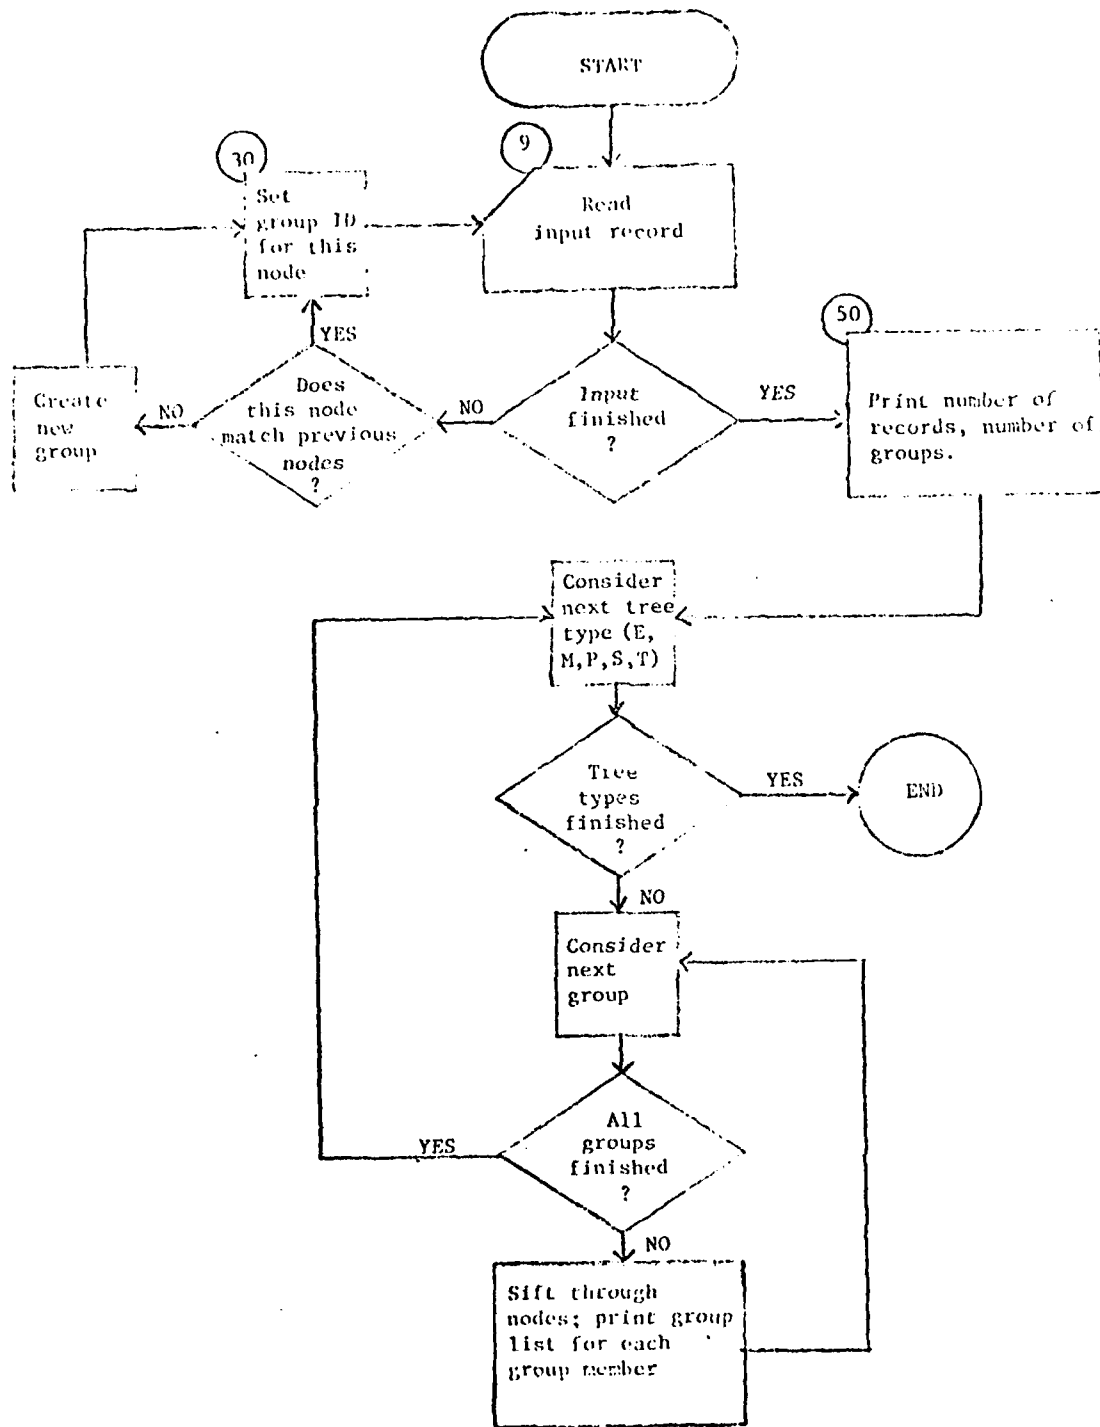 START
9
Read
input record
30
Set
group ID
for this
node
YES
50
Does
this node
match previous
nodes
?
NO
Create
new
group
NO
Input
finished
?
YES
Print number of
records, number of
groups.
Consider
next tree
type (E,
M,P,S,T)
Tree
types
finished
?
YES
END
NO
Consider
next
group
All
groups
finished
?
YES
NO
Sift through
nodes; print group
list for each
group member